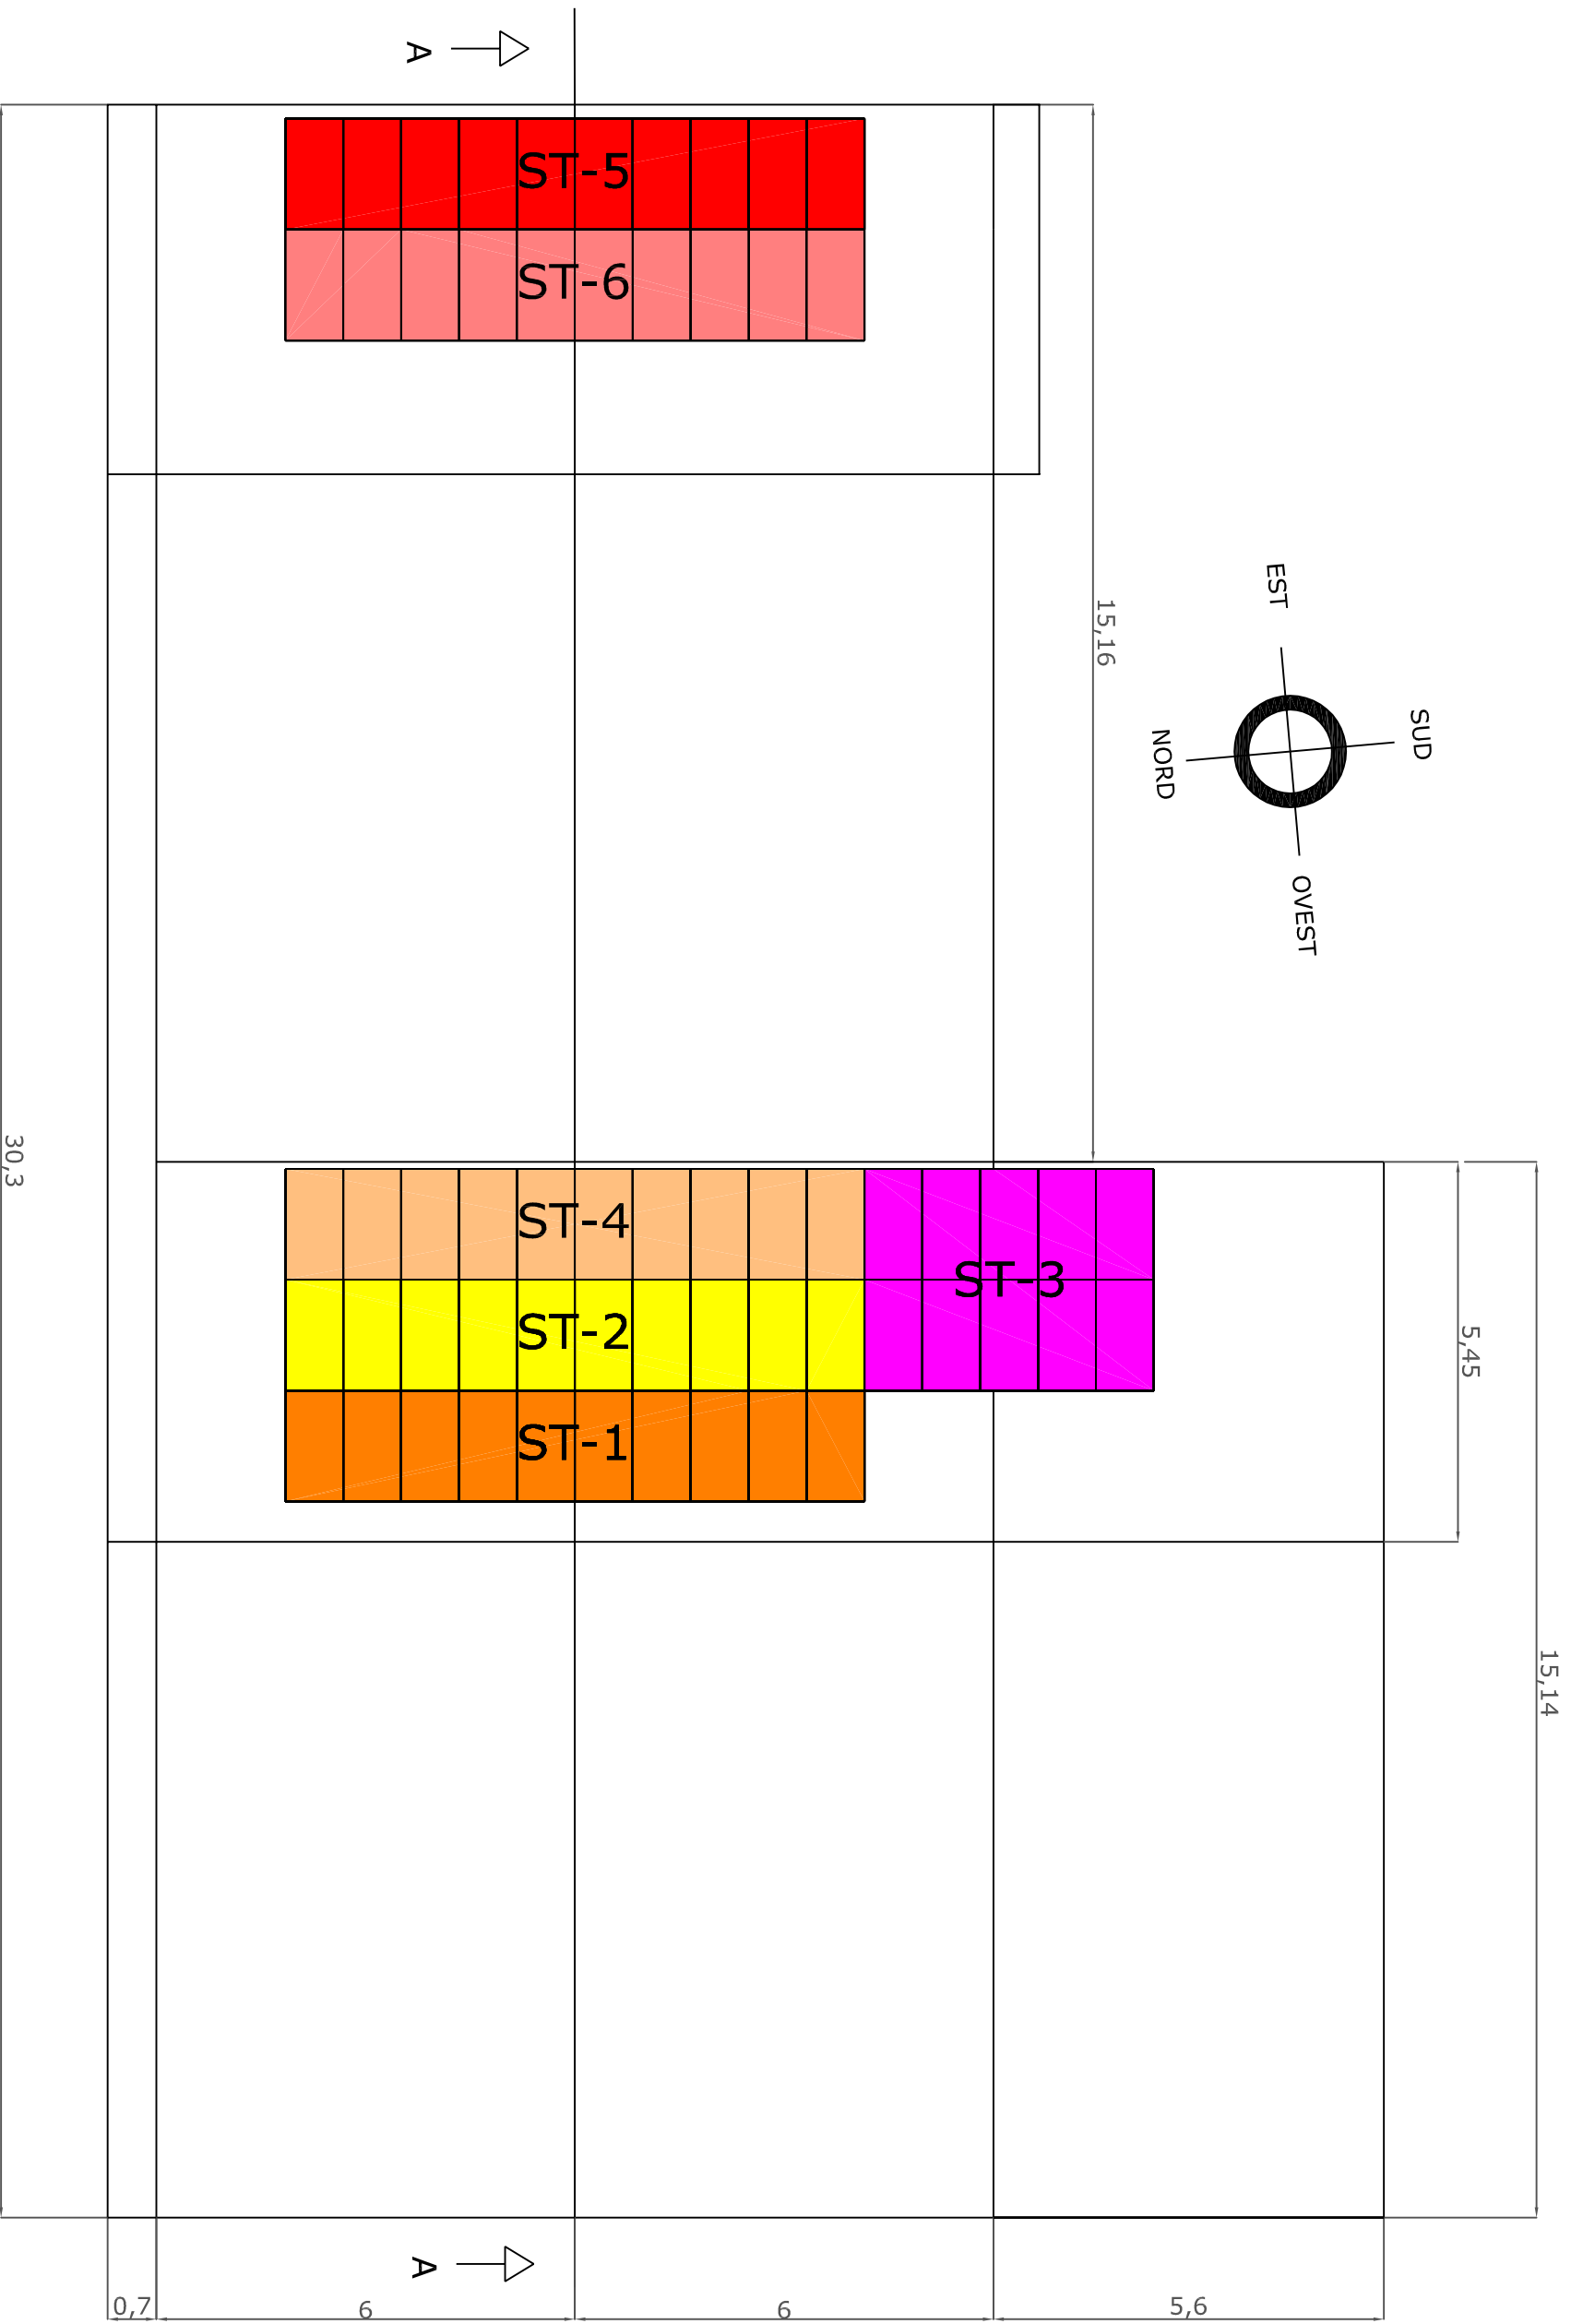 A
ST-5
ST-6
EST
15,16
SUD
NORD
OVEST
30,3
ST-4
ST-3
ST-2
5,45
ST-1
15,14
A
0,7
6
6
5,6